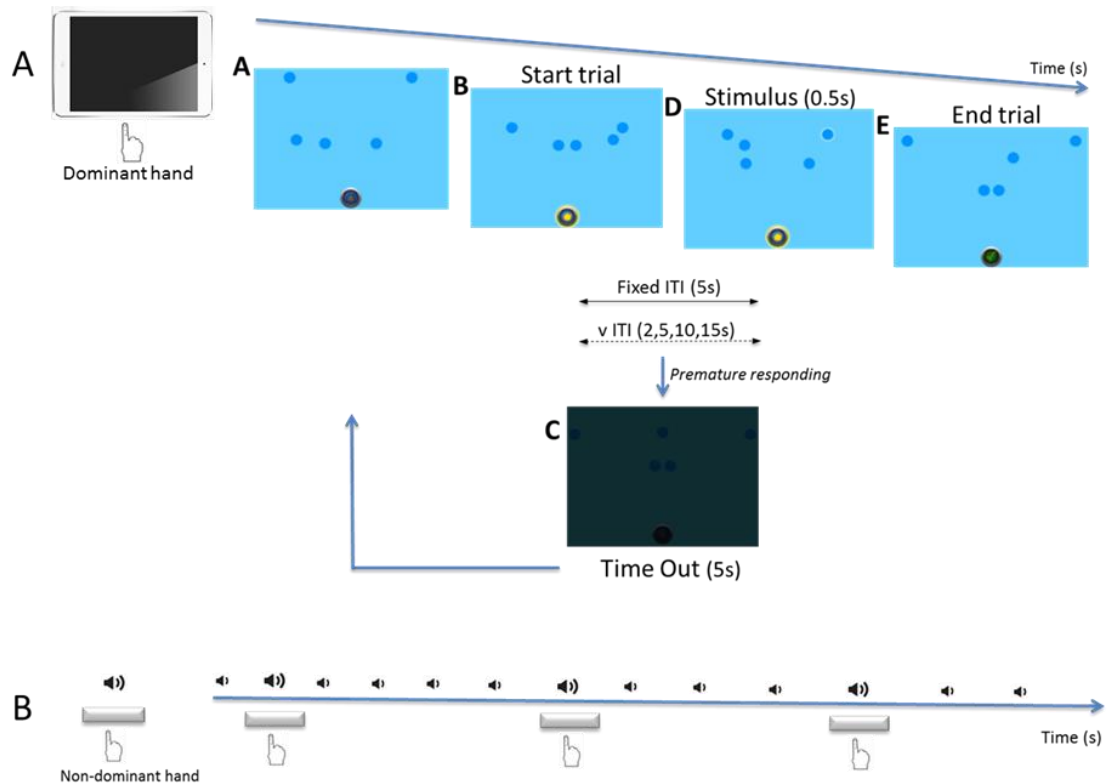 A
Dominant hand
Time (s)
A
B
Start trial
D
Stimulus (0.5s)
E
End trial
Fixed ITI (5s)
v ITI (2,5,10,15s)
Premature responding
C
Time Out (5s)
B
Non-dominant hand
Time (s)